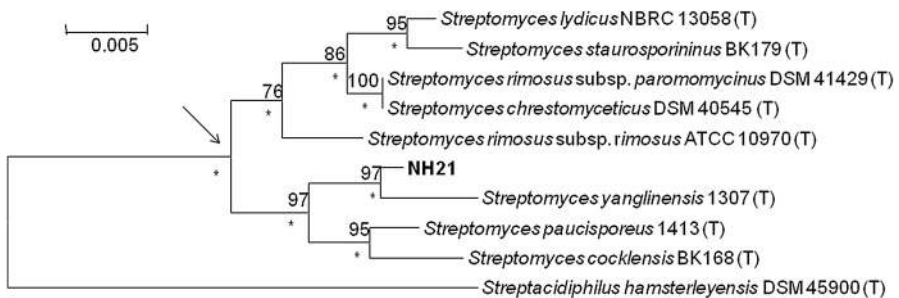 95 Streptomyces lydicus NBRC 13058 (T)
0.005
* Streptomyces staurosporininus BK179 (T)
86
100 Streptomyces rimosus subsp. paromomycinus DSM 41429 (T)
*
76
* Streptomyces chrestomyceticus DSM 40545 (T)
*
Streptomyces rimosus subsp. rimosus ATCC 10970 (T)
97 NH21
*
97
* Streptomyces yanglinensis 1307 (T)
*
95 Streptomyces paucisporeus 1413 (T)
* Streptomyces cocklensis BK168 (T)
Streptacidiphilus hamsterleyensis DSM 45900 (T)